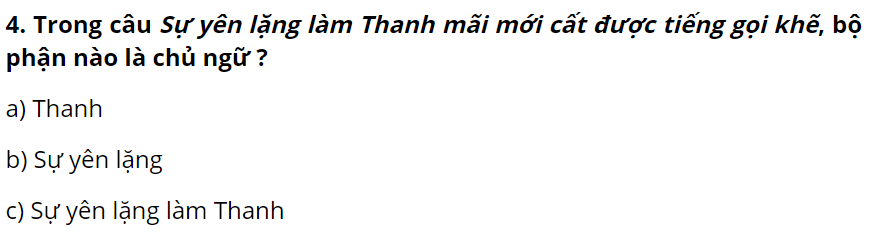 4. Trong câu Sự yên lặng làm Thanh mãi mới cất được tiếng gọi khẽ, bộ
phận nào là chủ ngữ ?
a) Thanh
b) Sự yên lặng
c) Sự yên lặng làm Thanh